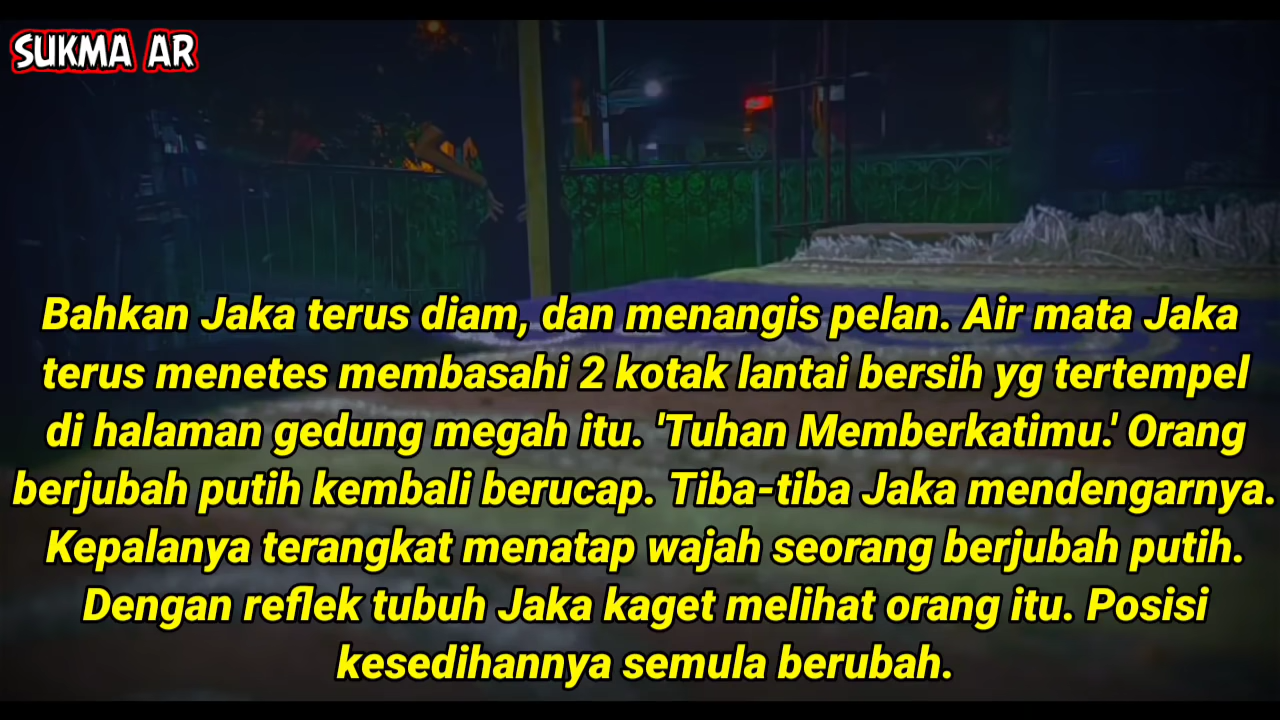 SUKMA AR
Bahkan Jaka terus diam, dan menangis pelan. Air mata Jaka
terus menetes membasahi 2 kotak lantai bersih yg tertempel
di halaman gedung megah itu. 'Tuhan Memberkatimu.' Orang
berjubah putih kembali berucap. Tiba-tiba Jaka mendengarnya.
Kepalanya terangkat menatap wajah seorang berjubah putih.
Dengan reflek tubuh Jaka kaget melihat orang itu. Posisi
kesedihannya semula berubah.